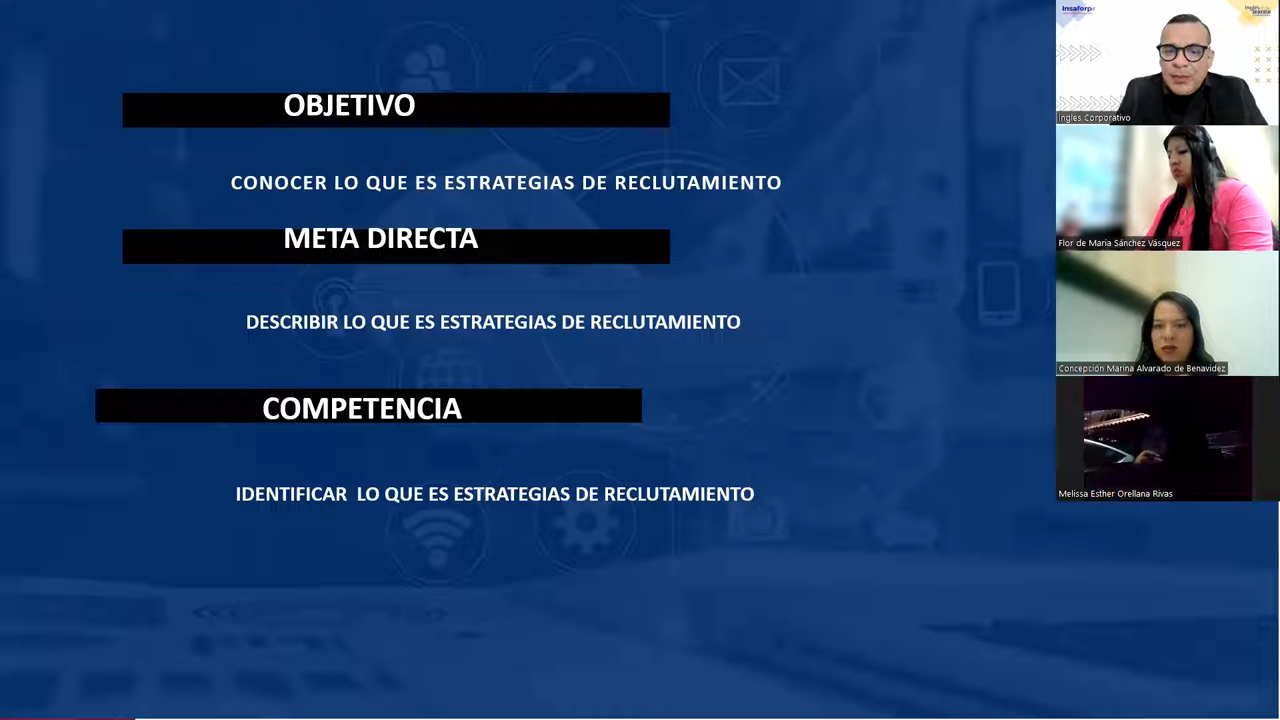 OBJETIVO
CONOCER LO QUE ES ESTRATEGIAS DE RECLUTAMIENTO
META DIRECTA
DESCRIBIR LO QUE ES ESTRATEGIAS DE RECLUTAMIENTO
COMPETENCIA
IDENTIFICAR LO QUE ES ESTRATEGIAS DE RECLUTAMIENTO
Insaforp
Ingles Corporativo
Flor de Maria Sánchez Vásquez
Concepción Marina Alvarado de Benavidez
Melissa Esther Orellana Rivas